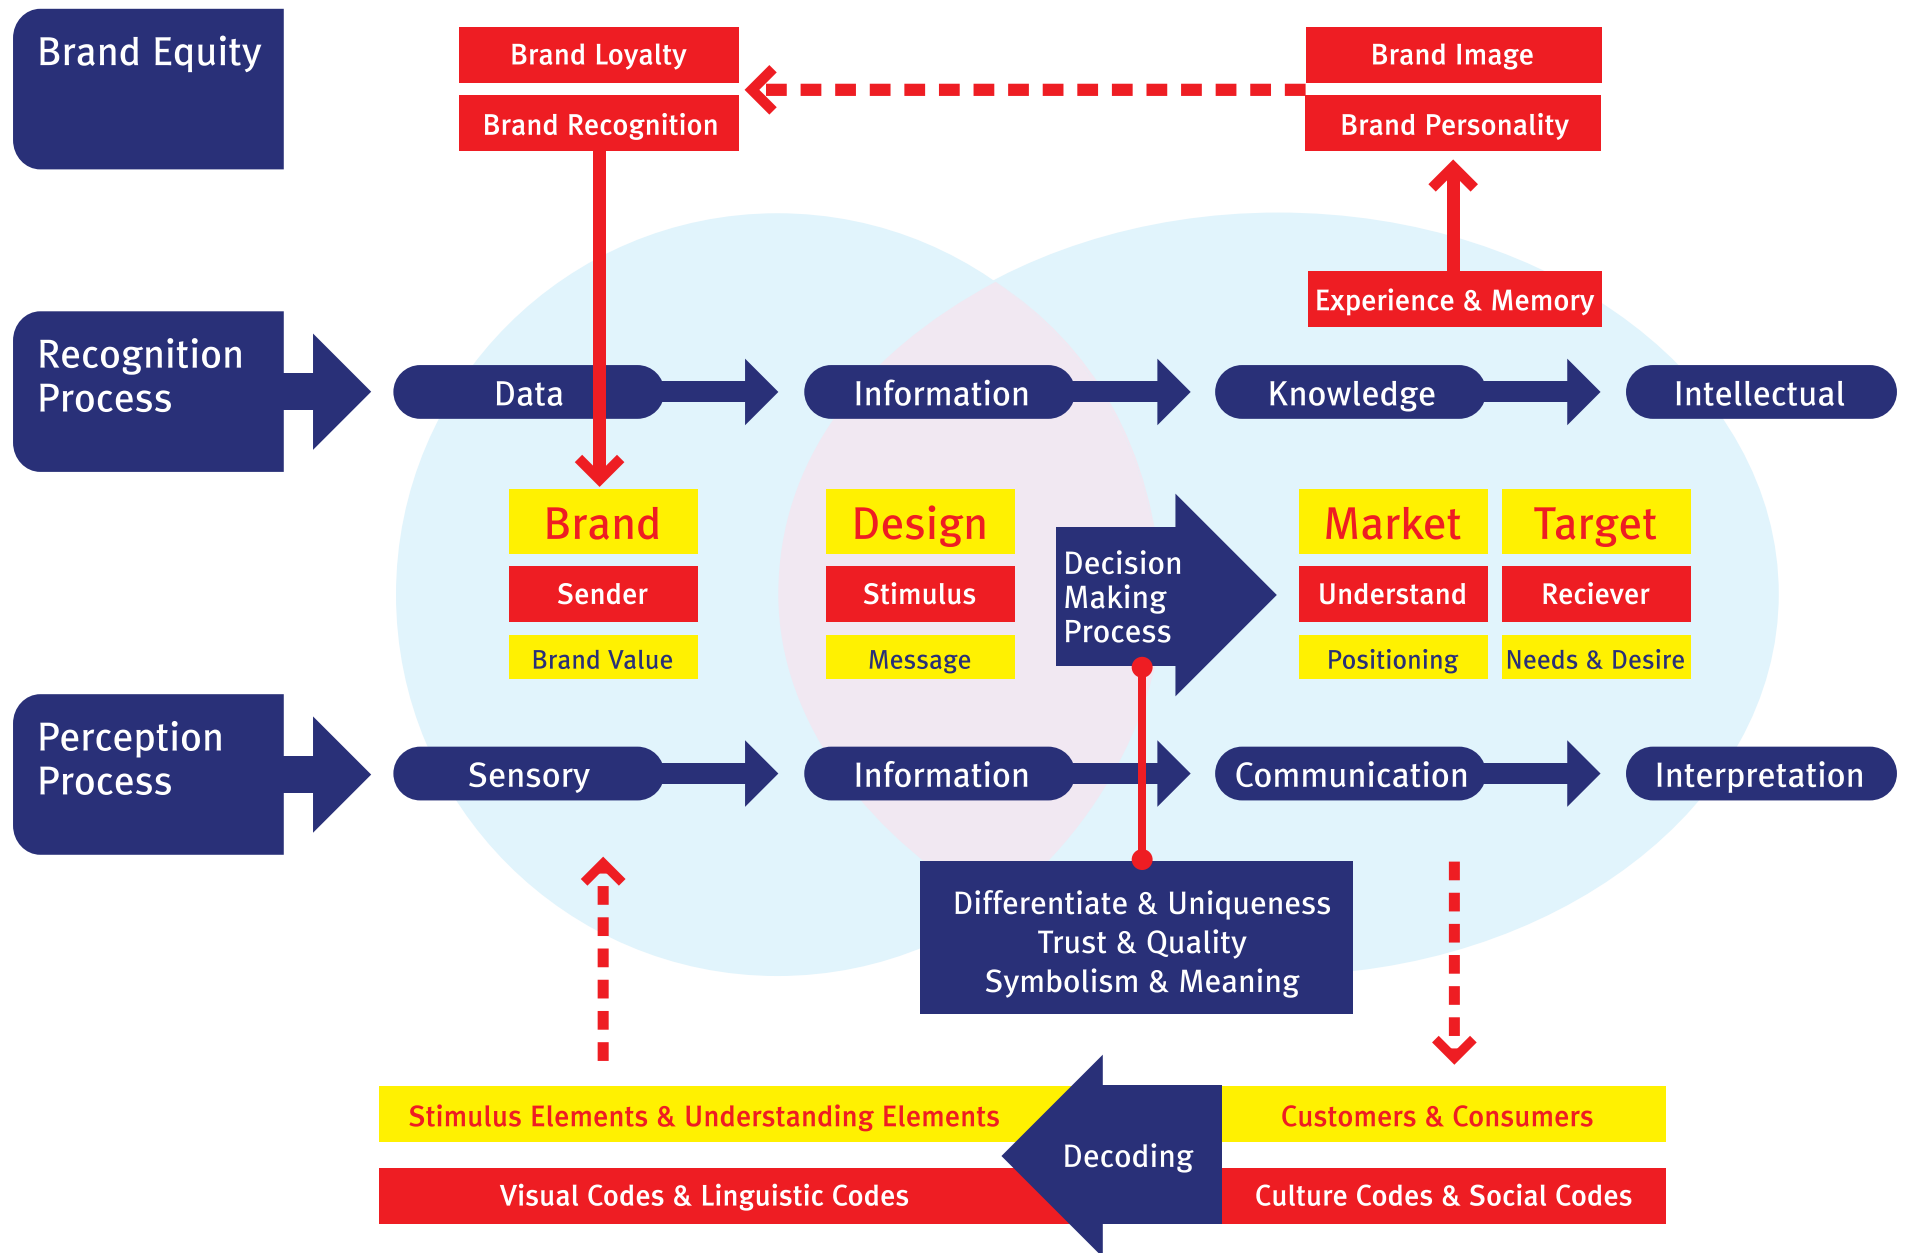 Brand Equity
Brand Loyalty
Brand Recognition
Brand Image
Brand Personality
Experience & Memory
Recognition
Process
Data
Information
Knowledge
Intellectual
Brand
Sender
Brand Value
Design
Stimulus
Message
Decision
Making
Process
Market
Understand
Positioning
Target
Reciever
Needs & Desire
Perception
Process
Sensory
Information
Communication
Interpretation
Differentiate & Uniqueness
Trust & Quality
Symbolism & Meaning
Stimulus Elements & Understanding Elements
Visual Codes & Linguistic Codes
Decoding
Customers & Consumers
Culture Codes & Social Codes